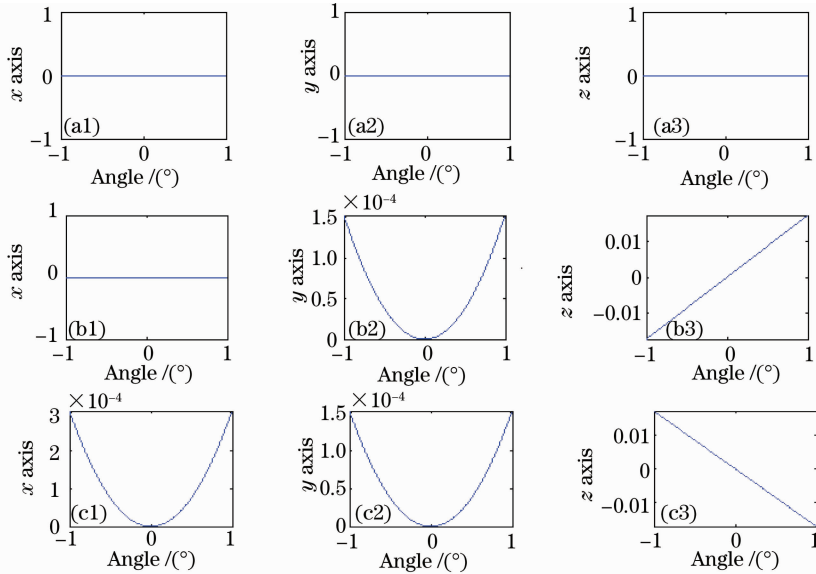 1
x axis
0
(a1)
−1
−1 0 1
Angle /(°)
1
y axis
0
(a2)
−1
−1 0 1
Angle /(°)
1
z axis
0
(a3)
−1
−1 0 1
Angle /(°)
1
x axis
0
(b1)
−1
−1 0 1
Angle /(°)
×10⁻⁴
1.5
1.0
y axis
0.5
(b2)
0
−1 0 1
Angle /(°)
0.01
z axis
0
−0.01
(b3)
−1 0 1
Angle /(°)
×10⁻⁴
3
2
x axis
1
(c1)
0
−1 0 1
Angle /(°)
×10⁻⁴
1.5
1.0
y axis
0.5
(c2)
0
−1 0 1
Angle /(°)
0.01
z axis
0
−0.01
(c3)
−1 0 1
Angle /(°)